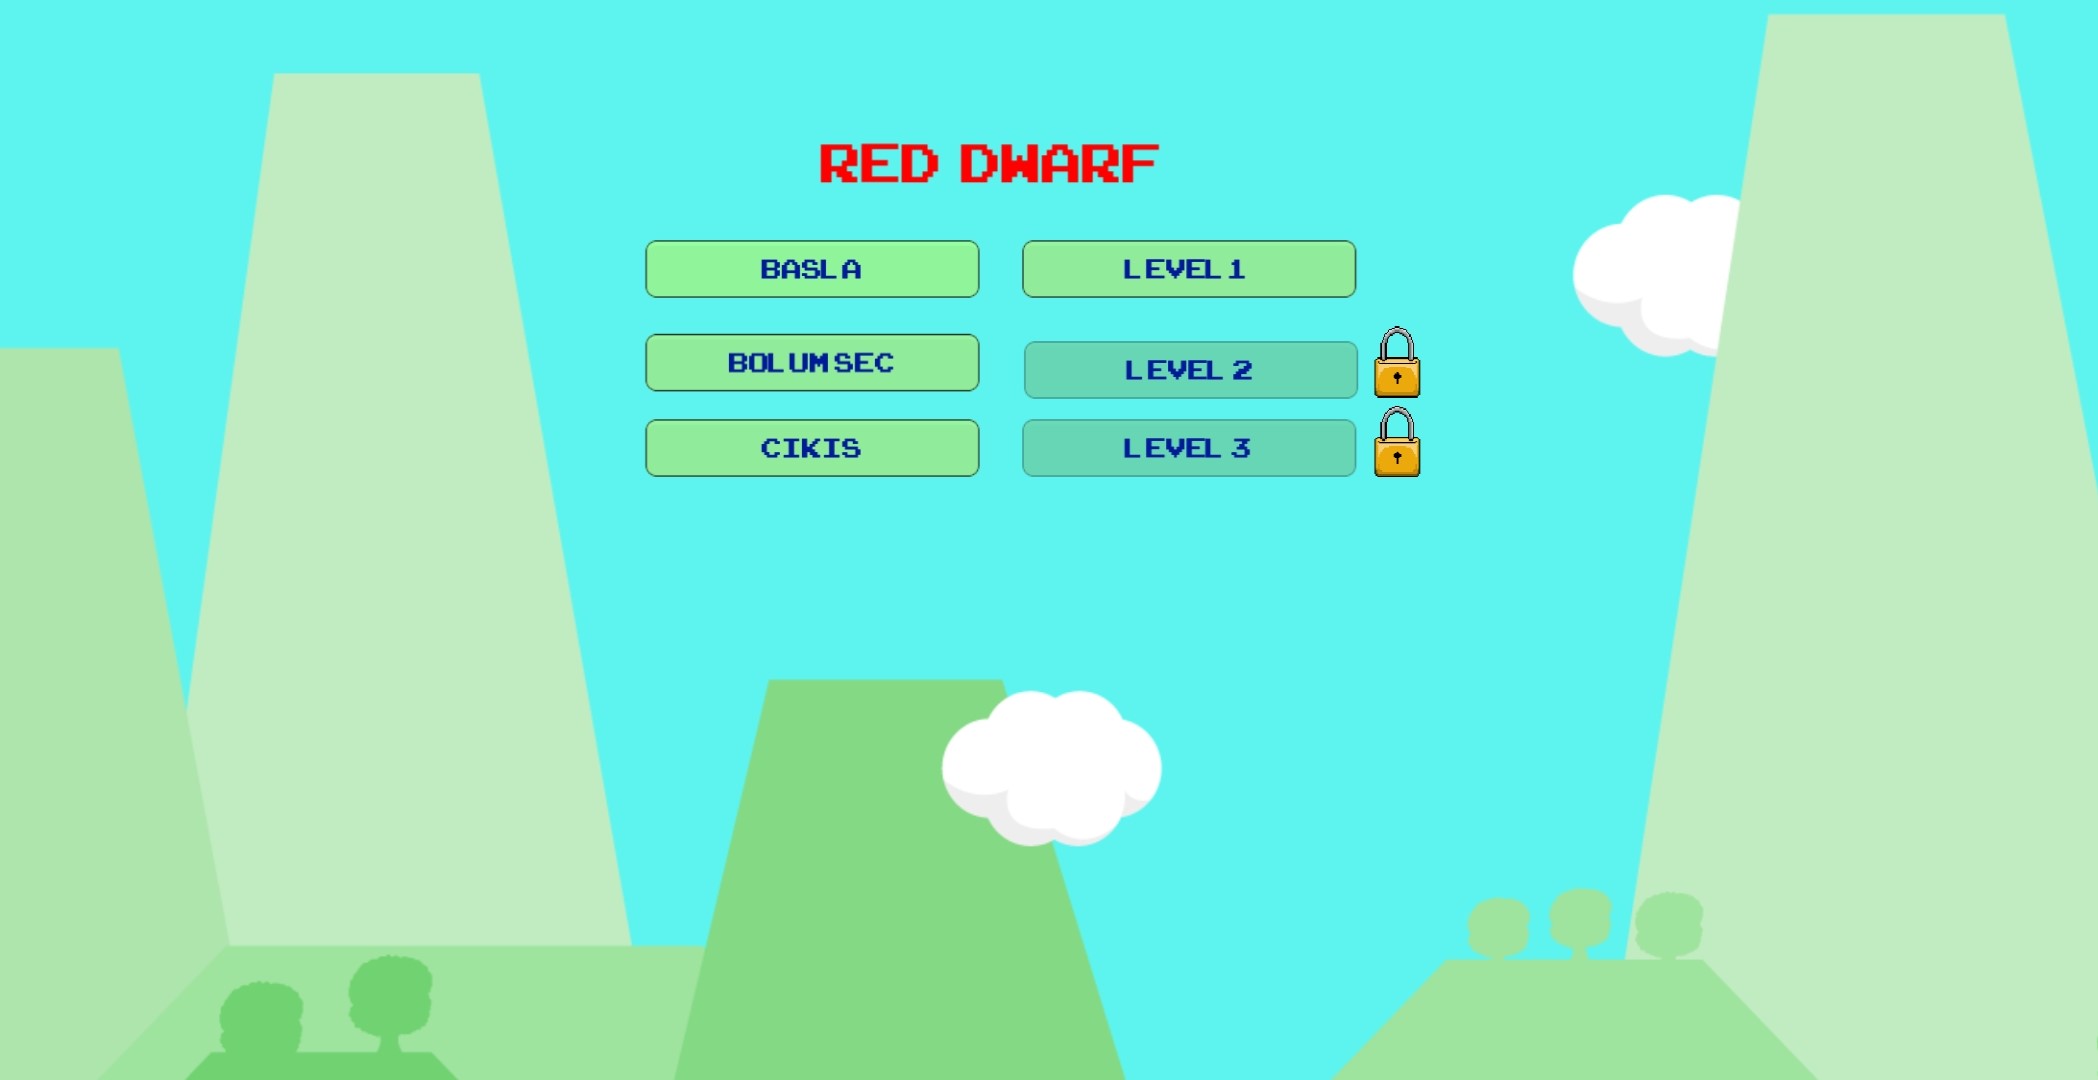 RED DWARF
BASLA
LEVEL 1
BOLUM SEC
LEVEL 2
CIKIS
LEVEL 3